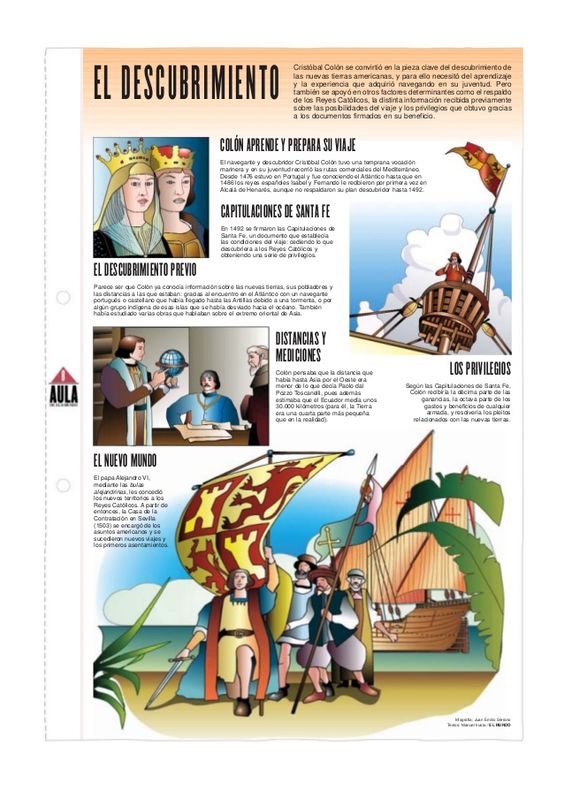 EL DESCUBRIMIENTO
Cristóbal Colón se convirtió en la pieza clave del descubrimiento de
las nuevas tierras americanas, y para ello necesitó del aprendizaje
y la experiencia que adquirió navegando en su juventud. Pero
también se apoyó en otros factores determinantes como el respaldo
de los Reyes Católicos, la distinta información recibida previamente
sobre las posibilidades del viaje y los privilegios que obtuvo gracias
a los documentos firmados en su beneficio.
COLÓN APRENDE Y PREPARA SU VIAJE
El navegante y descubridor Cristóbal Colón tuvo una temprana vocación
marinera y en su juventud recorrió las rutas comerciales del Mediterráneo.
Desde 1476 estuvo en Portugal y fue conociendo el Atlántico hasta que en
1486 los reyes españoles Isabel y Fernando le recibieron por primera vez en
Alcalá de Henares, aunque no respaldaron su plan descubridor hasta 1492.
CAPITULACIONES DE SANTA FE
En 1492 se firmaron las Capitulaciones de
Santa Fe, un documento que establecía
las condiciones del viaje: cediendo lo que
descubriera a los Reyes Católicos y
obteniendo una serie de privilegios.
EL DESCUBRIMIENTO PREVIO
Parece ser que Colón ya conocía información sobre las nuevas tierras, sus pobladores y
las distancias a las que estaban: gracias al encuentro en el Atlántico con un navegante
portugués o castellano que había llegado hasta las Antillas debido a una tormenta, o por
algún grupo indígena de esas islas que se había desviado hacia el océano. También
había estudiado varias obras que hablaban sobre el extremo oriental de Asia.
DISTANCIAS Y
MEDICIONES
Colón pensaba que la distancia que
había hasta Asia por el Oeste era
menor de lo que decía Paolo dal
Pozzo Toscanelli, pues además
estimaba que el Ecuador medía unos
30.000 kilómetros (para él, la Tierra
era una cuarta parte más pequeña
que en la realidad).
LOS PRIVILEGIOS
Según las Capitulaciones de Santa Fe,
Colón recibiría la décima parte de las
ganancias, la octava parte de los
gastos y beneficios de cualquier
armada, y resolvería los pleitos
relacionados con las nuevas tierras.
AULA
EL NUEVO MUNDO
El papa Alejandro VI,
mediante las bulas
alejandrinas, les concedió
los nuevos territorios a los
Reyes Católicos. A partir de
entonces, la Casa de la
Contratación en Sevilla
(1503) se encargó de los
asuntos americanos y se
sucedieron nuevos viajes y
los primeros asentamientos.
Juan Emilio Serrano
Textos: Manuel Irusta / EL MUNDO